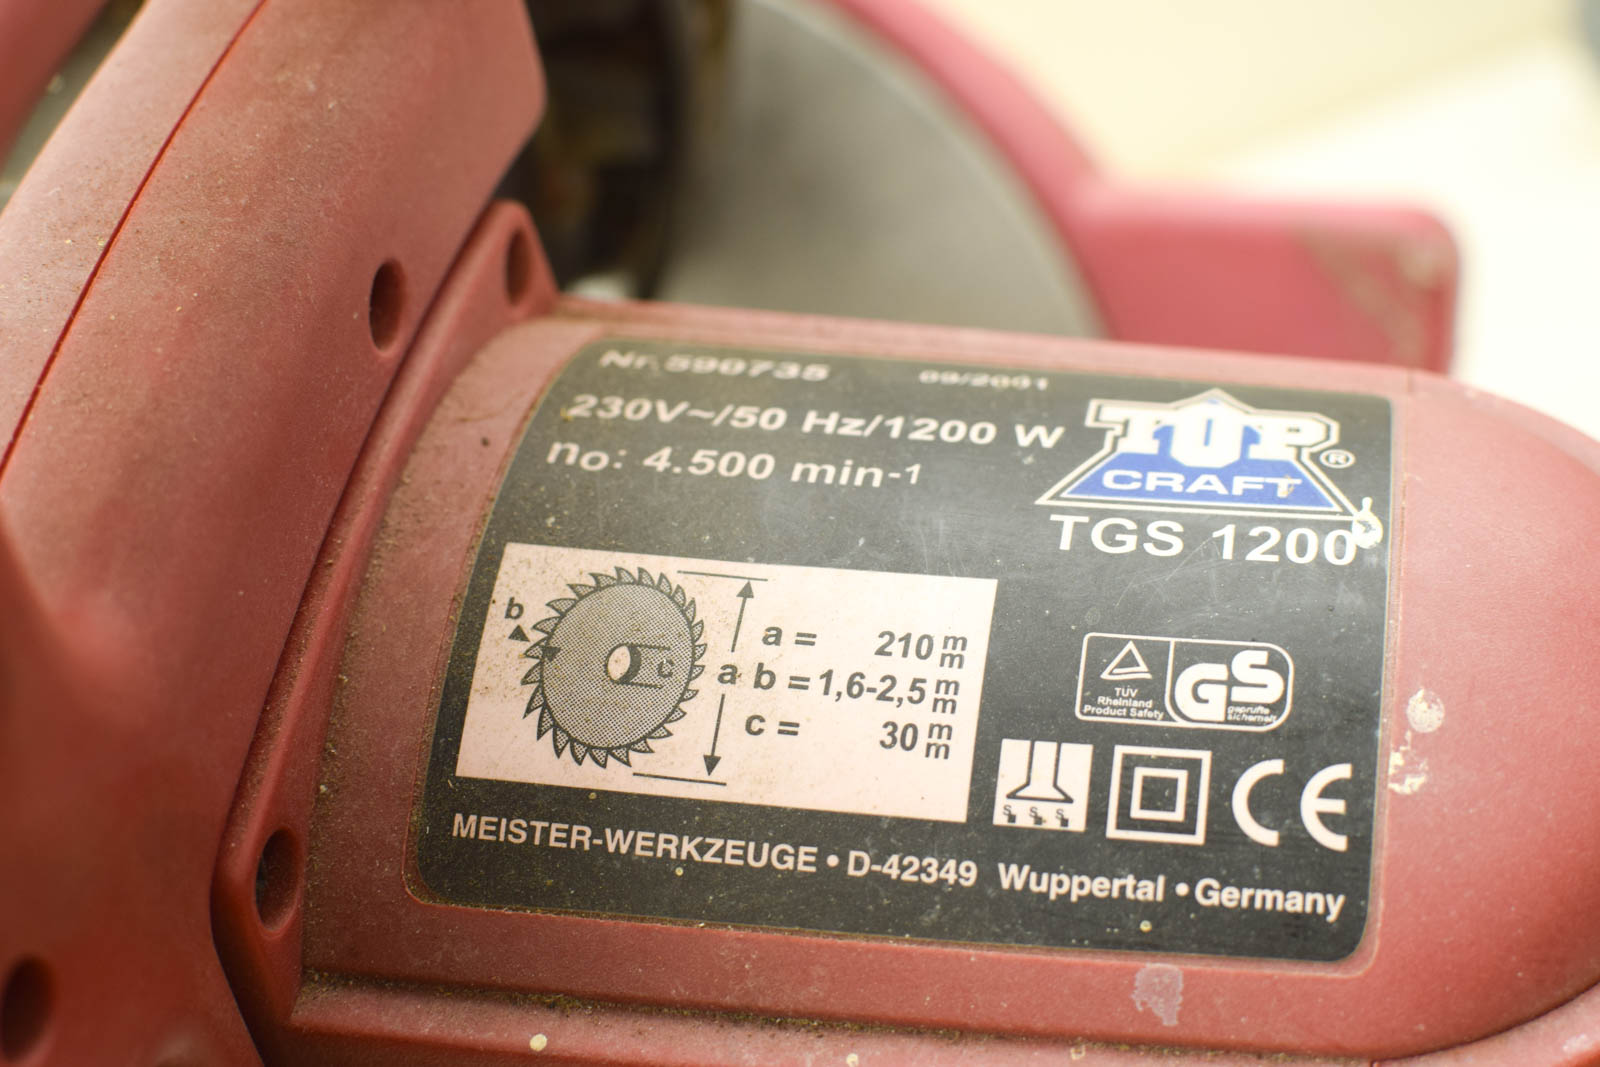 Nr. 590735 09/2001
230V~/50 Hz/1200 W
no: 4.500 min-1
TOP ®
CRAFT
TGS 1200
b
c
a
a = 210 mm
b = 1,6-2,5 mm
c = 30 mm
TÜV
Rheinland
Product Safety
GS
geprüfte
Sicherheit
S S S
CE
MEISTER-WERKZEUGE • D-42349 Wuppertal • Germany